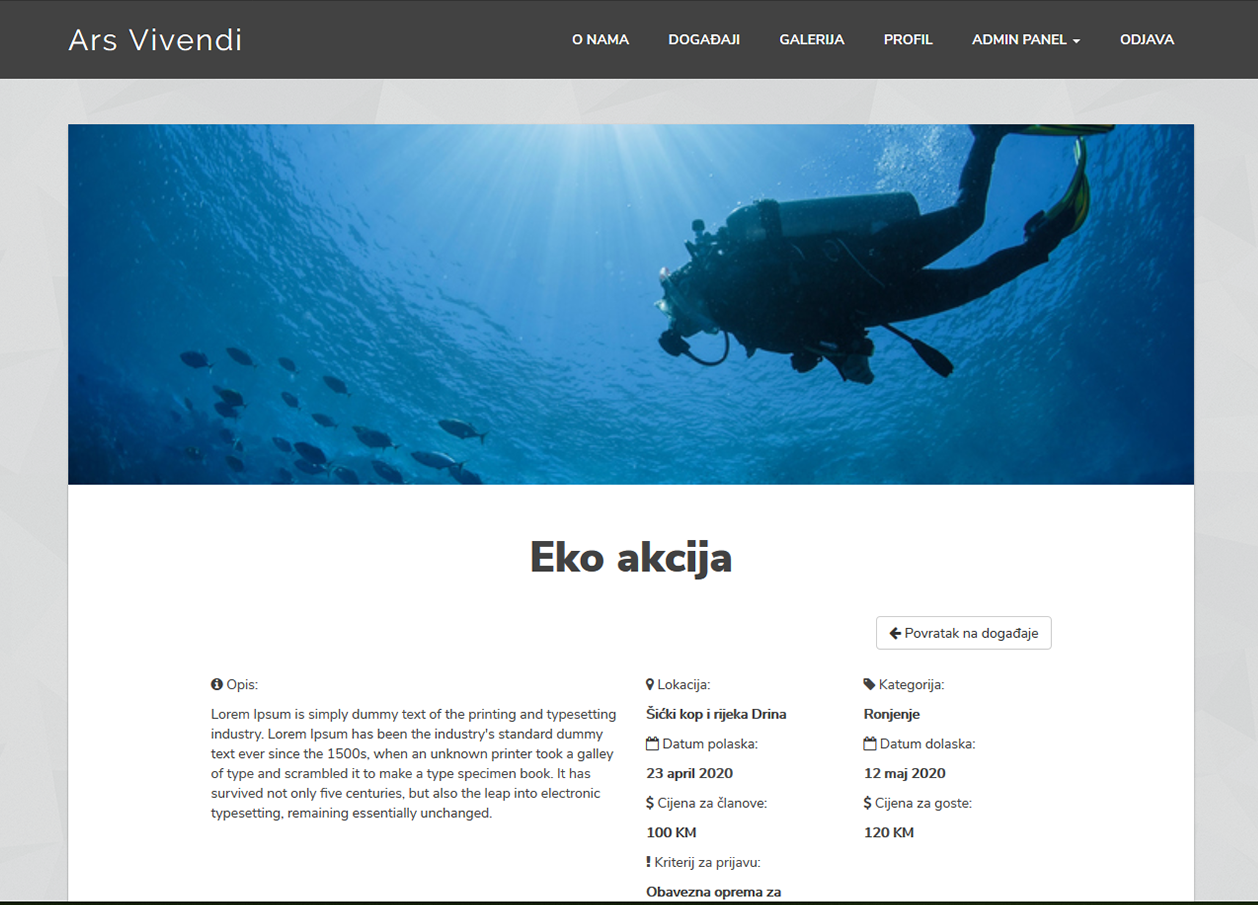 Ars Vivendi
O NAMA
DOGAĐAJI
GALERIJA
PROFIL
ADMIN PANEL
ODJAVA
Eko akcija
Povratak na događaje
Opis:
Lorem Ipsum is simply dummy text of the printing and typesetting
industry. Lorem Ipsum has been the industry's standard dummy
text ever since the 1500s, when an unknown printer took a galley
of type and scrambled it to make a type specimen book. It has
survived not only five centuries, but also the leap into electronic
typesetting, remaining essentially unchanged.
Lokacija:
Šićki kop i rijeka Drina
Datum polaska:
23 april 2020
$ Cijena za članove:
100 KM
! Kriterij za prijavu:
Obavezna oprema za
Kategorija:
Ronjenje
Datum dolaska:
12 maj 2020
$ Cijena za goste:
120 KM